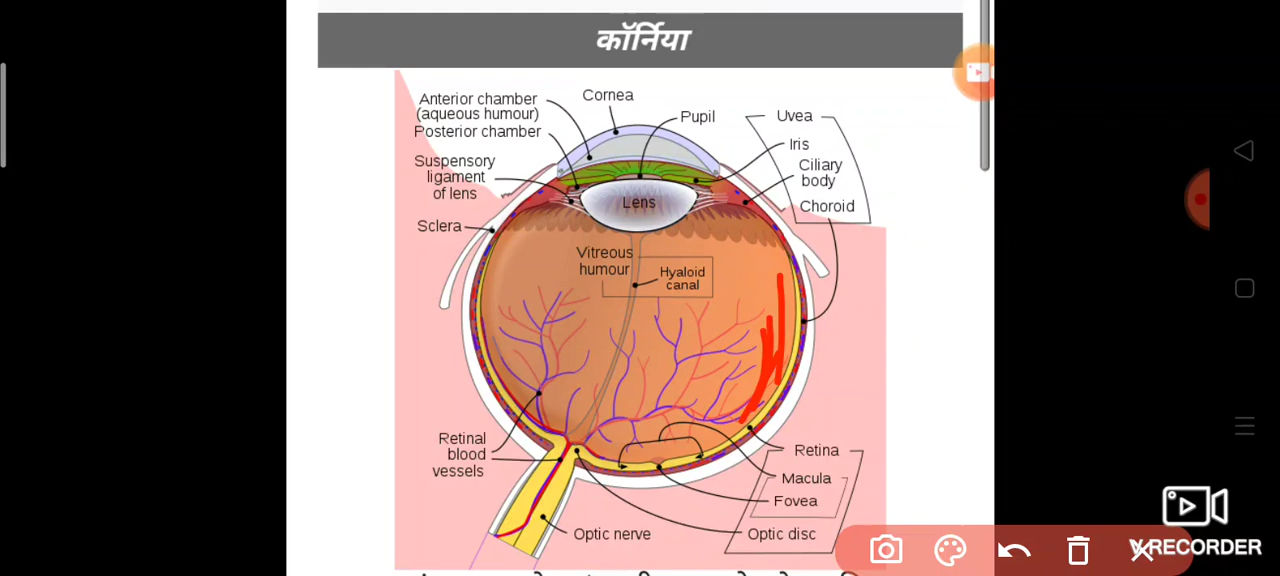 कॉर्निया
Anterior chamber
(aqueous humour)
Posterior chamber
Suspensory
ligament
of lens
Sclera
Cornea
Pupil
Uvea
Iris
Ciliary
body
Choroid
Lens
Vitreous
humour
Hyaloid
canal
Retinal
blood
vessels
Optic nerve
Retina
Macula
Fovea
Optic disc
V RECORDER